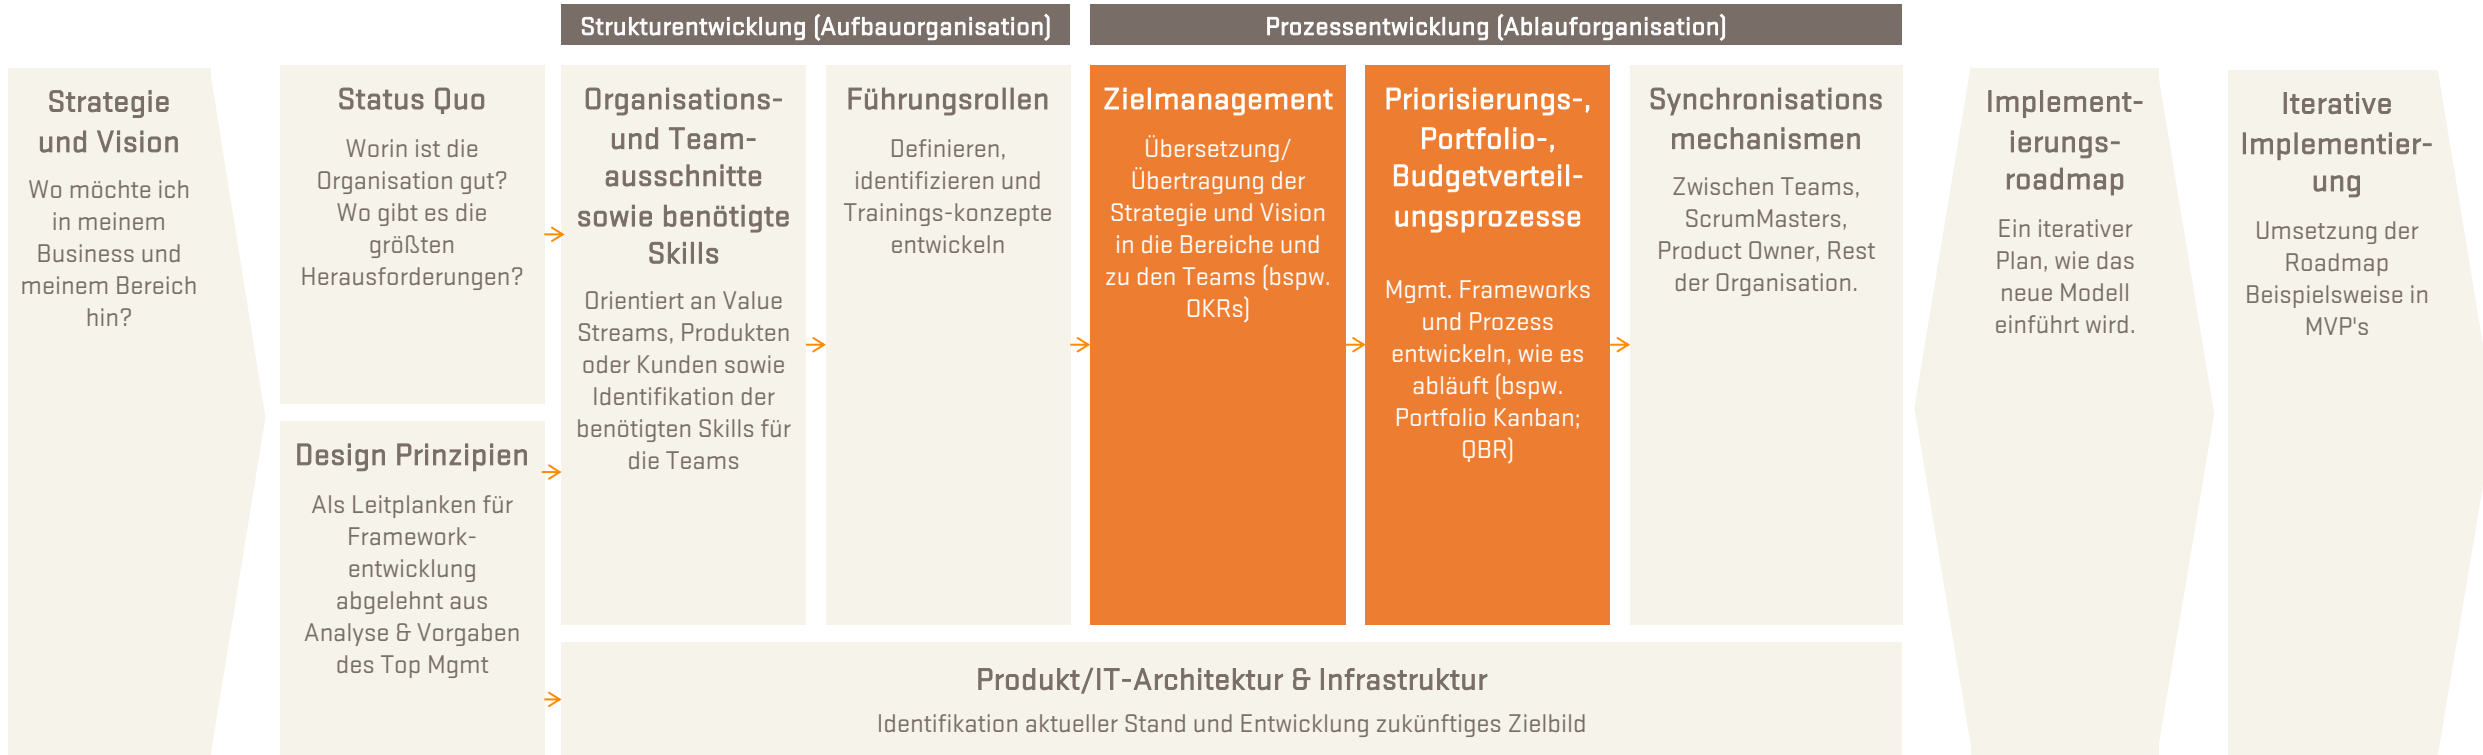 Strukturentwicklung (Aufbauorganisation)
Prozessentwicklung (Ablauforganisation)
Strategie
und Vision
Wo möchte ich
in meinem
Business und
meinem Bereich
hin?
Status Quo
Worin ist die
Organisation gut?
Wo gibt es die
größten
Herausforderungen?
Design Prinzipien
Als Leitplanken für
Framework-
entwicklung
abgelehnt aus
Analyse & Vorgaben
des Top Mgmt
Organisations-
und Team-
ausschnitte
sowie benötigte
Skills
Orientiert an Value
Streams, Produkten
oder Kunden sowie
Identifikation der
benötigten Skills für
die Teams
Führungsrollen
Definieren,
identifizieren und
Trainings-konzepte
entwickeln
Zielmanagement
Übersetzung/
Übertragung der
Strategie und Vision
in die Bereiche und
zu den Teams (bspw.
OKRs)
Priorisierungs-,
Portfolio-,
Budgetverteil-
ungsprozesse
Mgmt. Frameworks
und Prozess
entwickeln, wie es
abläuft (bspw.
Portfolio Kanban;
QBR)
Synchronisations
mechanismen
Zwischen Teams,
ScrumMasters,
Product Owner, Rest
der Organisation.
Produkt/IT-Architektur & Infrastruktur
Identifikation aktueller Stand und Entwicklung zukünftiges Zielbild
Implement-
ierungs-
roadmap
Ein iterativer
Plan, wie das
neue Modell
einführt wird.
Iterative
Implementier-
ung
Umsetzung der
Roadmap
Beispielsweise in
MVP's